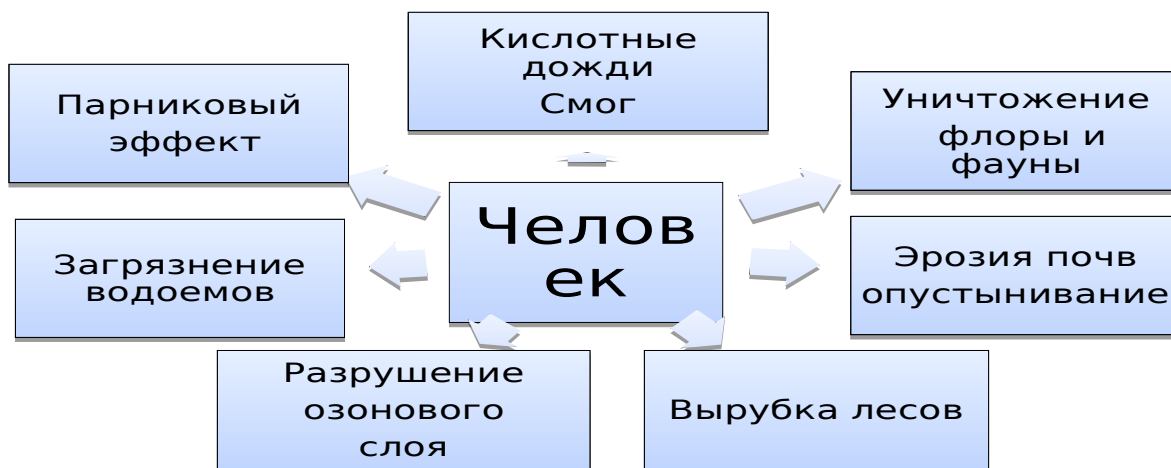 Кислотные
дожди
Смог
Парниковый
эффект
Уничтожение
флоры и
фауны
Челов
ек
Загрязнение
водоемов
Эрозия почв
опустынивание
Разрушение
озонового
слоя
Вырубка лесов